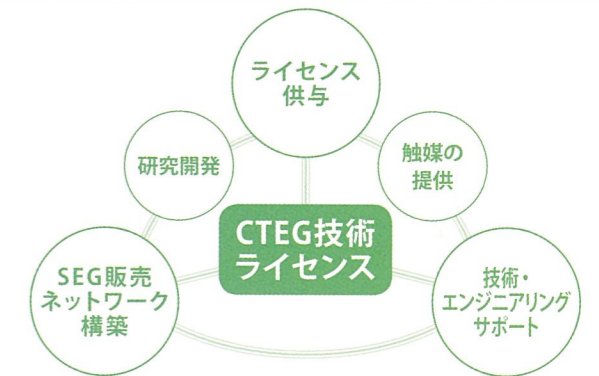 ライセンス
供与
研究開発
触媒の
提供
CTEG技術
ライセンス
SEG販売
ネットワーク
構築
技術・
エンジニアリング
サポート